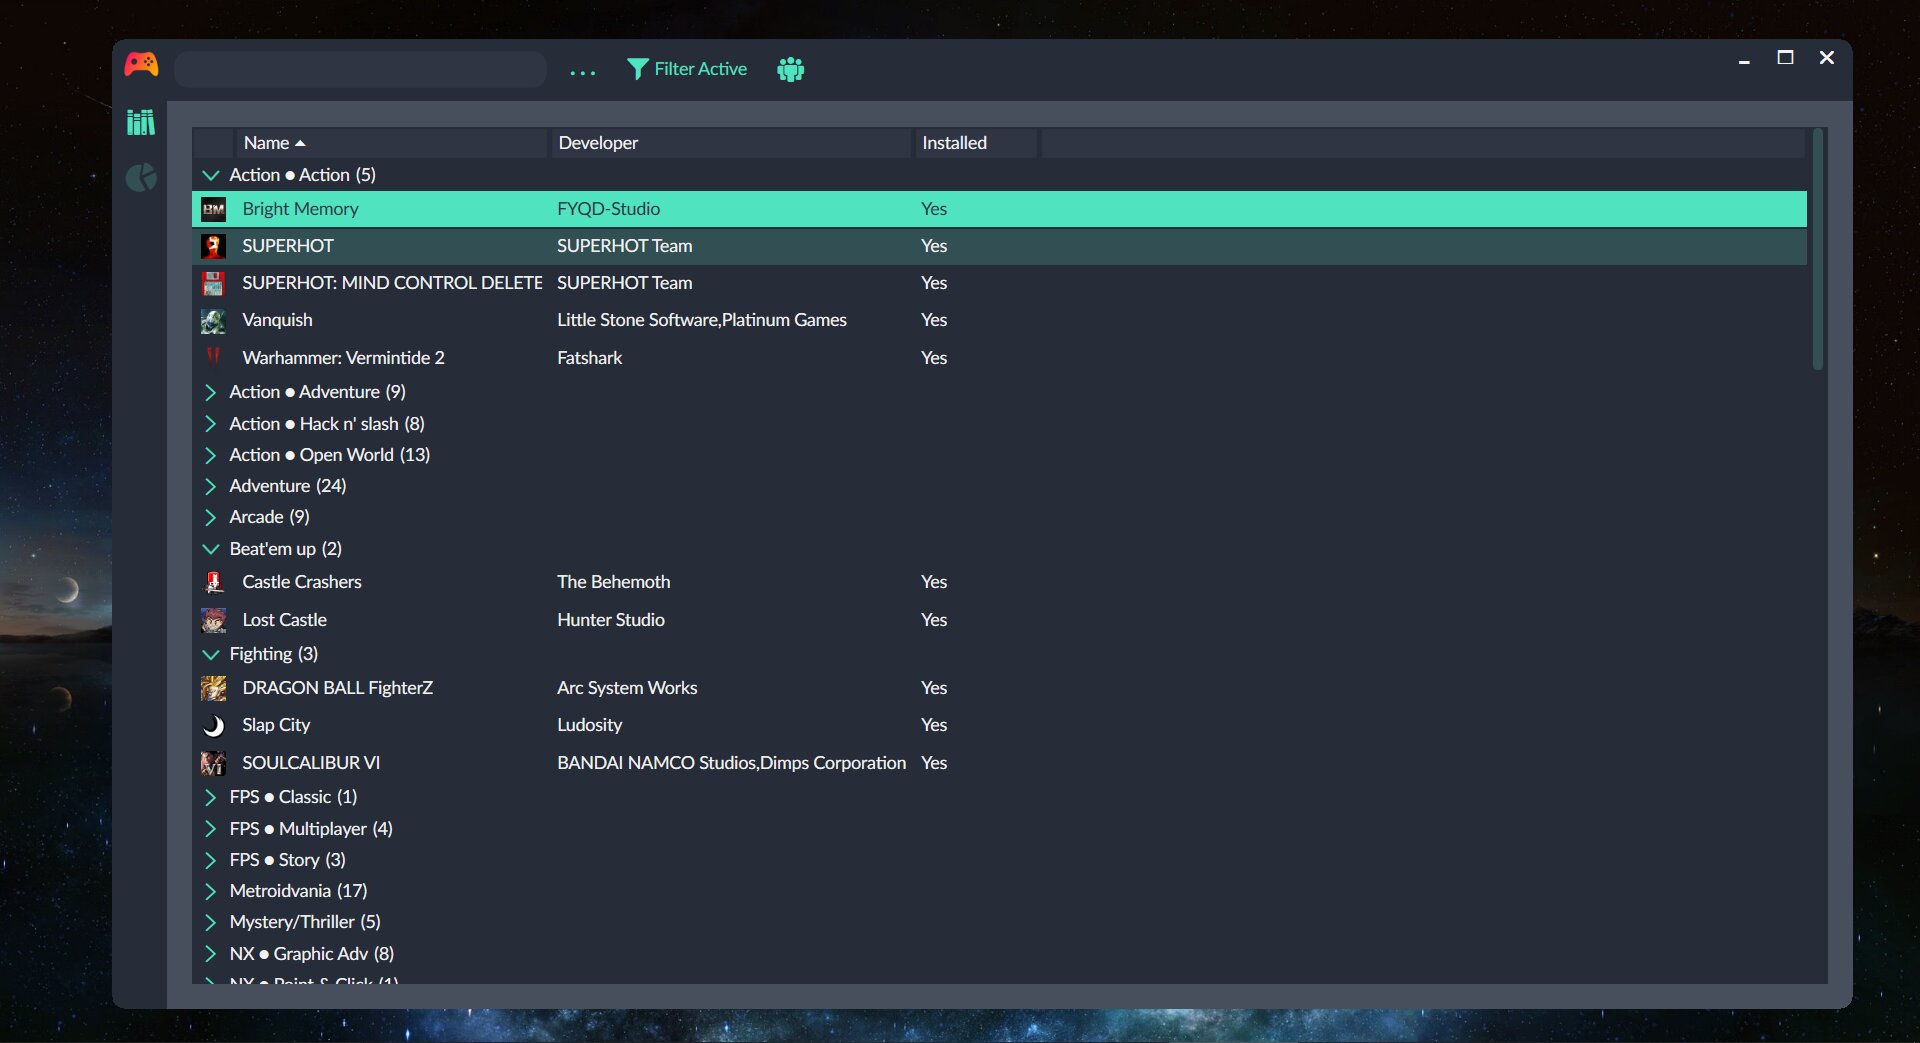 ... Filter Active
Name Developer Installed
Action ● Action (5)
BM Bright Memory FYQD-Studio Yes
SUPERHOT SUPERHOT Team Yes
SUPERHOT: MIND CONTROL DELETE SUPERHOT Team Yes
Vanquish Little Stone Software,Platinum Games Yes
Warhammer: Vermintide 2 Fatshark Yes
Action ● Adventure (9)
Action ● Hack n' slash (8)
Action ● Open World (13)
Adventure (24)
Arcade (9)
Beat'em up (2)
Castle Crashers The Behemoth Yes
Lost Castle Hunter Studio Yes
Fighting (3)
DRAGON BALL FighterZ Arc System Works Yes
Slap City Ludosity Yes
SOULCALIBUR VI BANDAI NAMCO Studios,Dimps Corporation Yes
FPS ● Classic (1)
FPS ● Multiplayer (4)
FPS ● Story (3)
Metroidvania (17)
Mystery/Thriller (5)
NX ● Graphic Adv (8)
NX ● Point & Click (1)